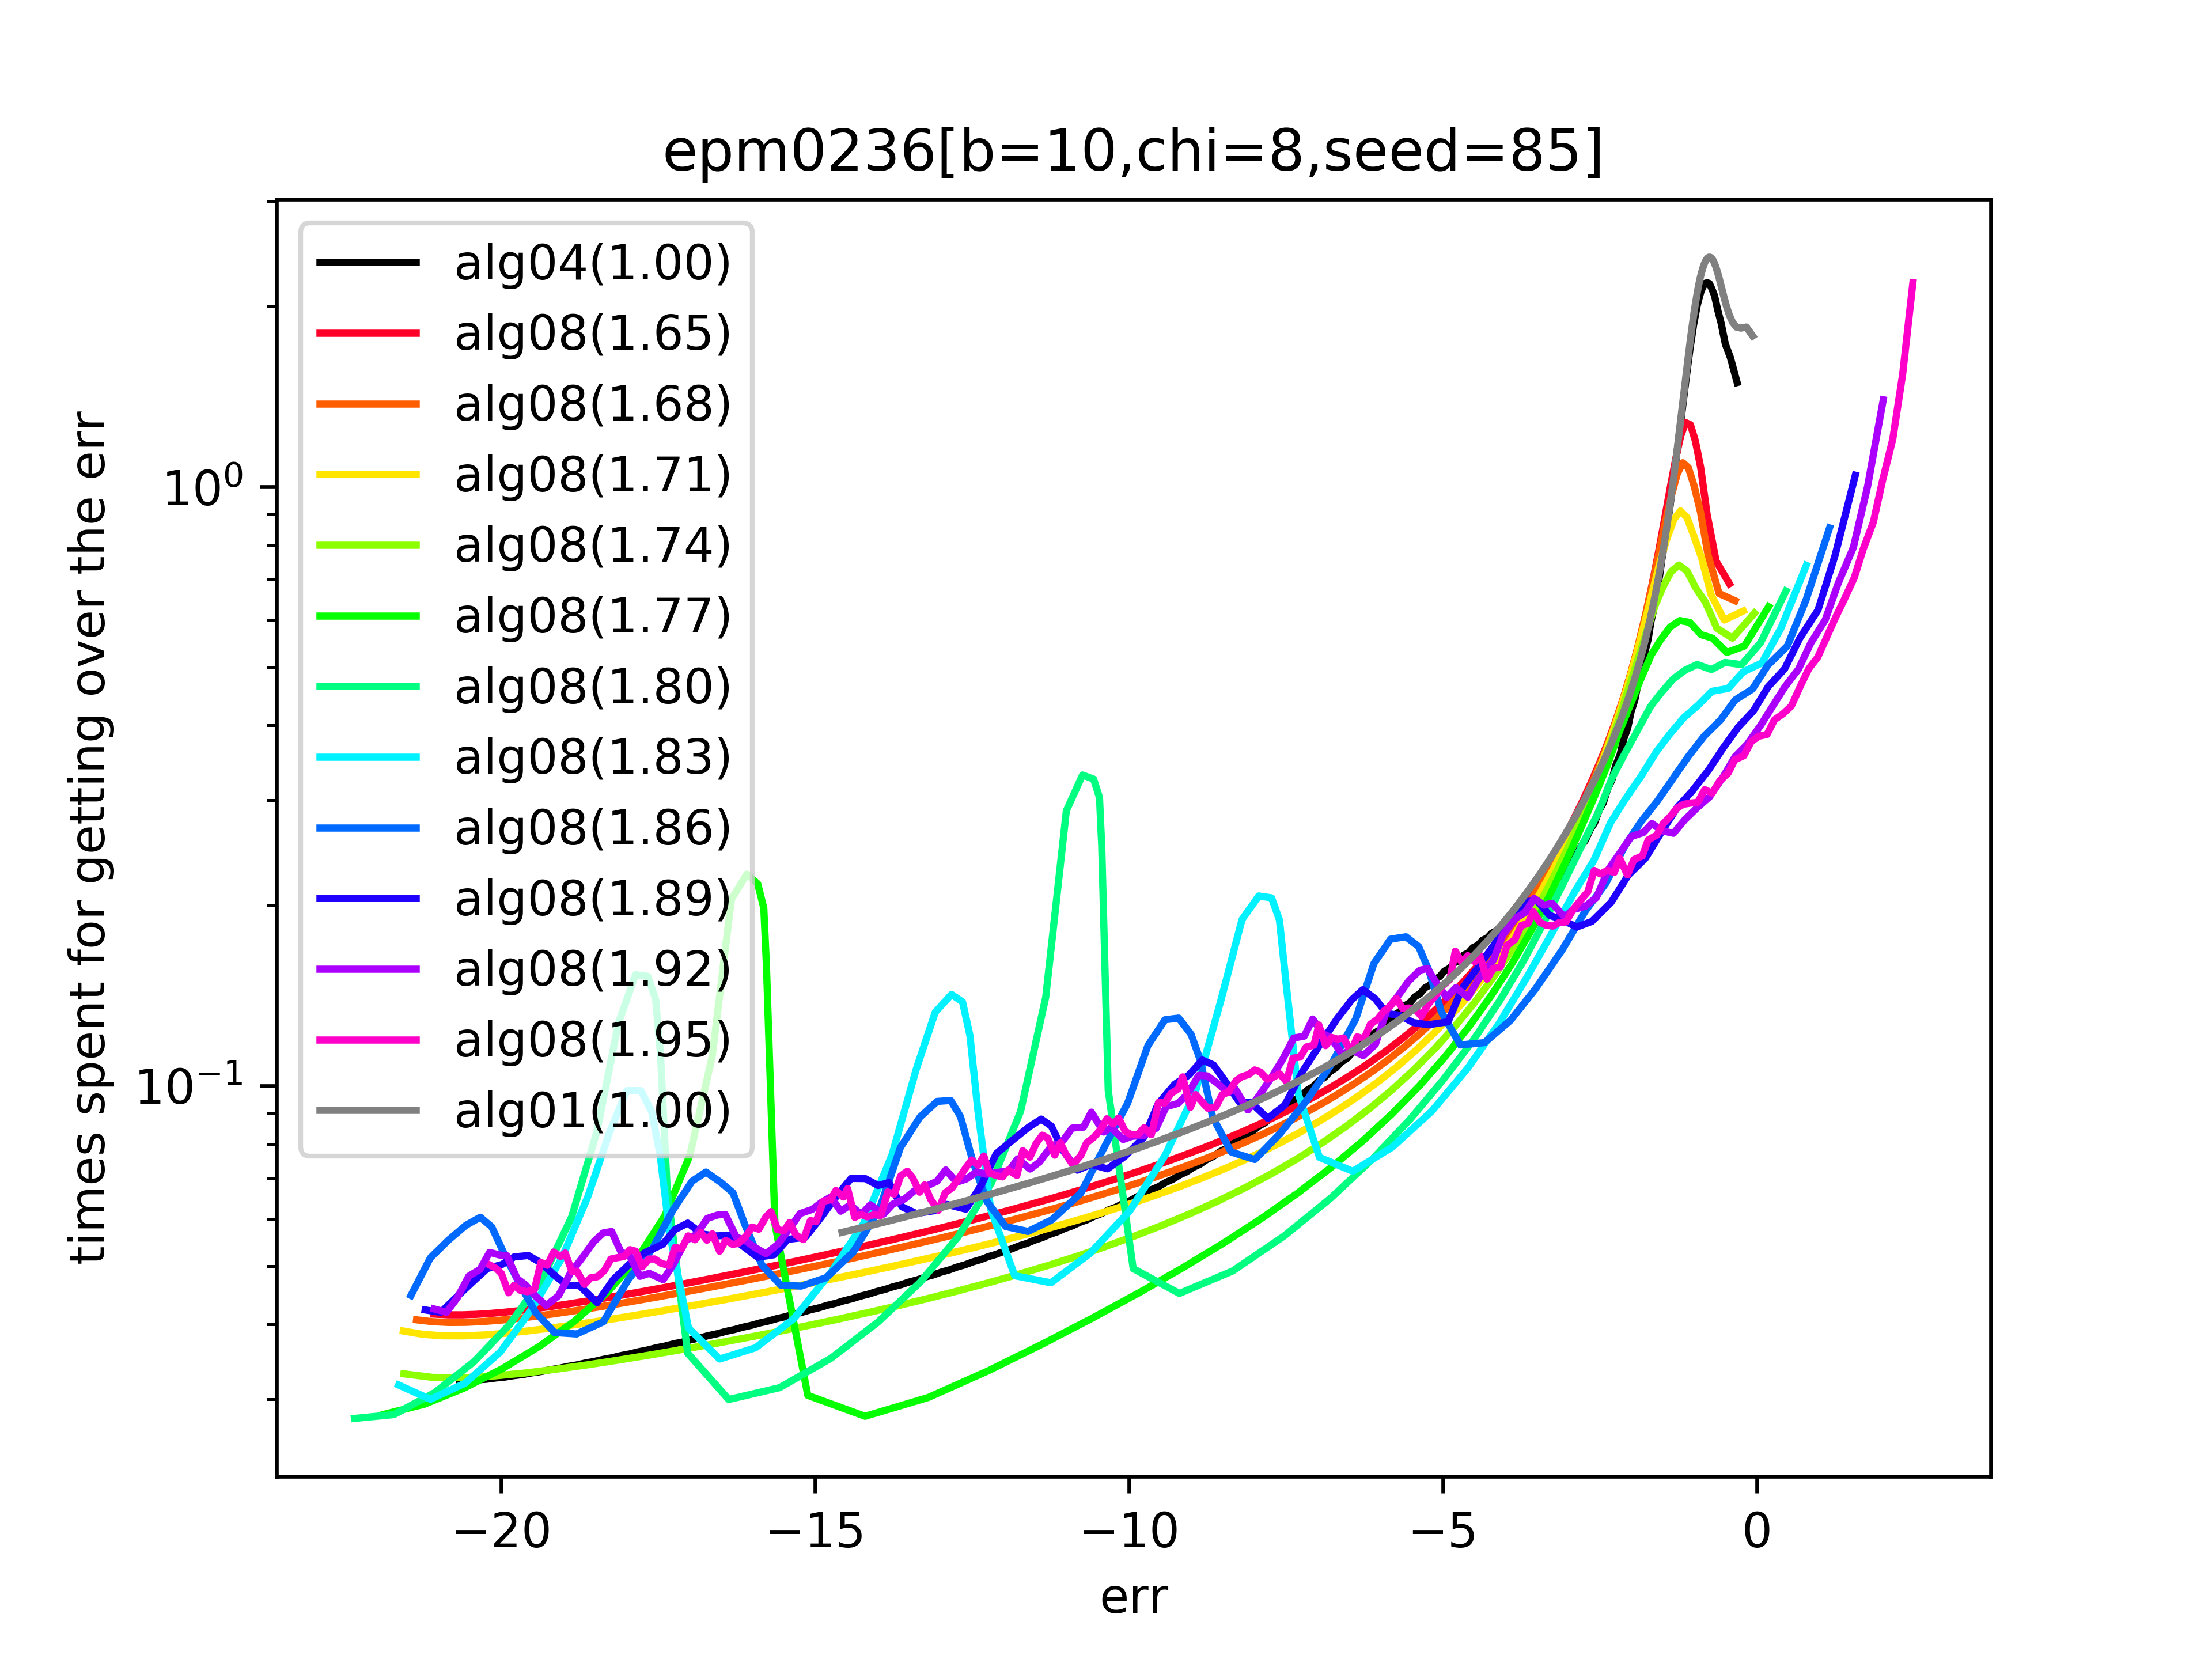 epm0236[b=10,chi=8,seed=85]
times spent for getting over the err
10⁰
10⁻¹
alg04(1.00)
alg08(1.65)
alg08(1.68)
alg08(1.71)
alg08(1.74)
alg08(1.77)
alg08(1.80)
alg08(1.83)
alg08(1.86)
alg08(1.89)
alg08(1.92)
alg08(1.95)
alg01(1.00)
−20 −15 −10 −5 0
err